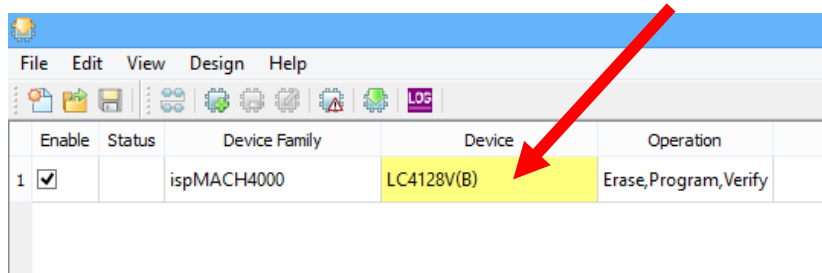 File Edit View Design Help
LOG
Enable Status Device Family Device Operation
1 ispMACH4000 LC4128V(B) Erase,Program,Verify